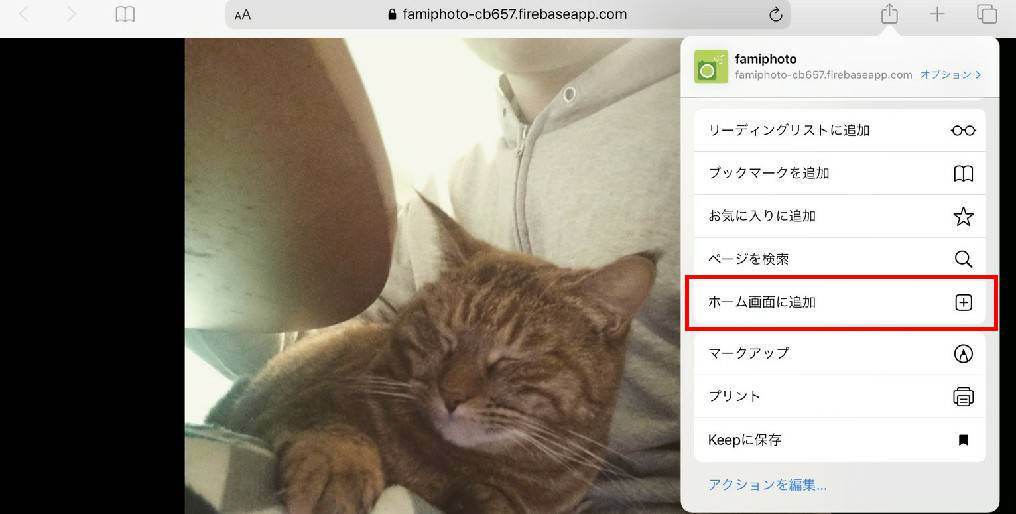 AA
famiphoto-cb657.firebaseapp.com
famiphoto
famiphoto-cb657.firebaseapp.com オプション
リーディングリストに追加
ブックマークを追加
お気に入りに追加
ページを検索
ホーム画面に追加
マークアップ
プリント
Keepに保存
アクションを編集...